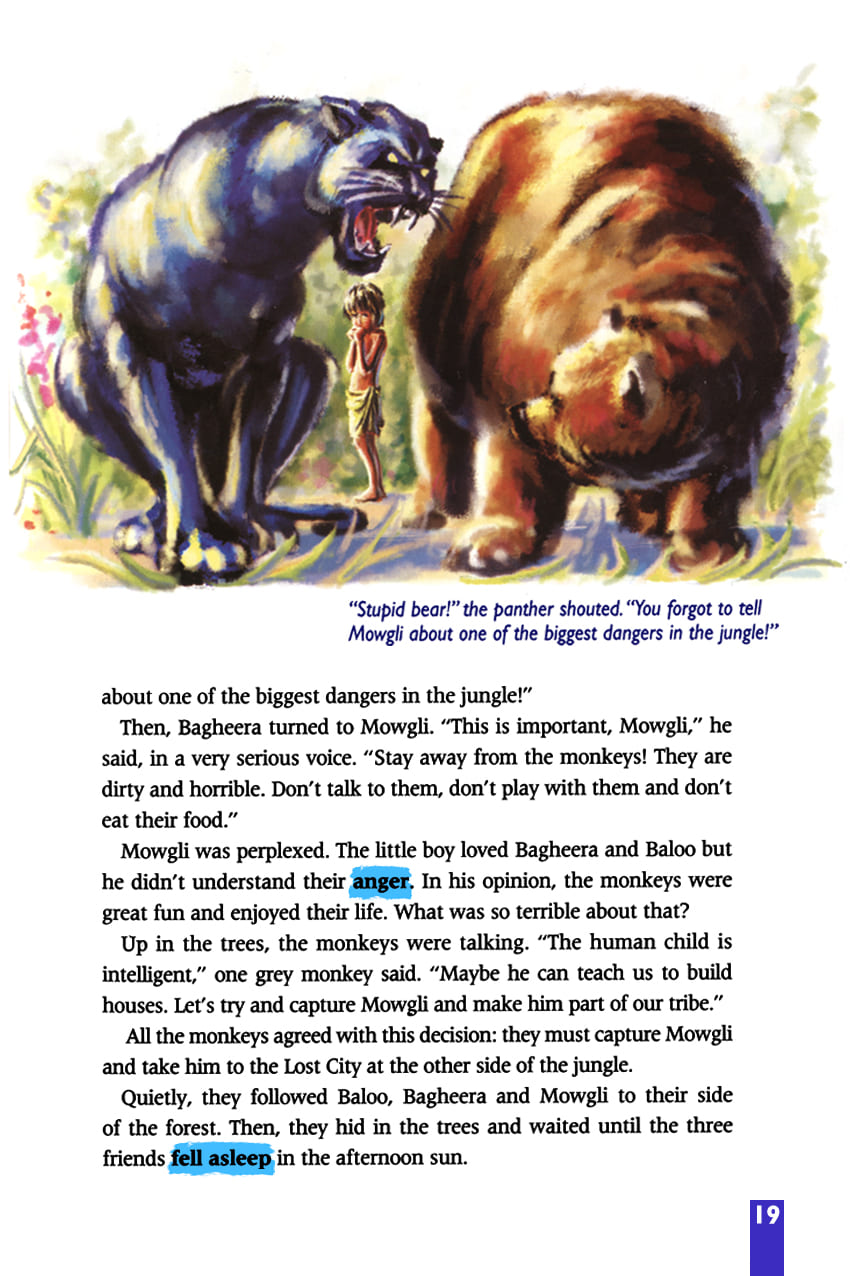 “Stupid bear!” the panther shouted. “You forgot to tell
Mowgli about one of the biggest dangers in the jungle!”
about one of the biggest dangers in the jungle!”
Then, Bagheera turned to Mowgli. “This is important, Mowgli,” he
said, in a very serious voice. “Stay away from the monkeys! They are
dirty and horrible. Don’t talk to them, don’t play with them and don’t
eat their food.”
Mowgli was perplexed. The little boy loved Bagheera and Baloo but
he didn’t understand their anger. In his opinion, the monkeys were
great fun and enjoyed their life. What was so terrible about that?
Up in the trees, the monkeys were talking. “The human child is
intelligent,” one grey monkey said. “Maybe he can teach us to build
houses. Let’s try and capture Mowgli and make him part of our tribe.”
All the monkeys agreed with this decision: they must capture Mowgli
and take him to the Lost City at the other side of the jungle.
Quietly, they followed Baloo, Bagheera and Mowgli to their side
of the forest. Then, they hid in the trees and waited until the three
friends fell asleep in the afternoon sun.
19